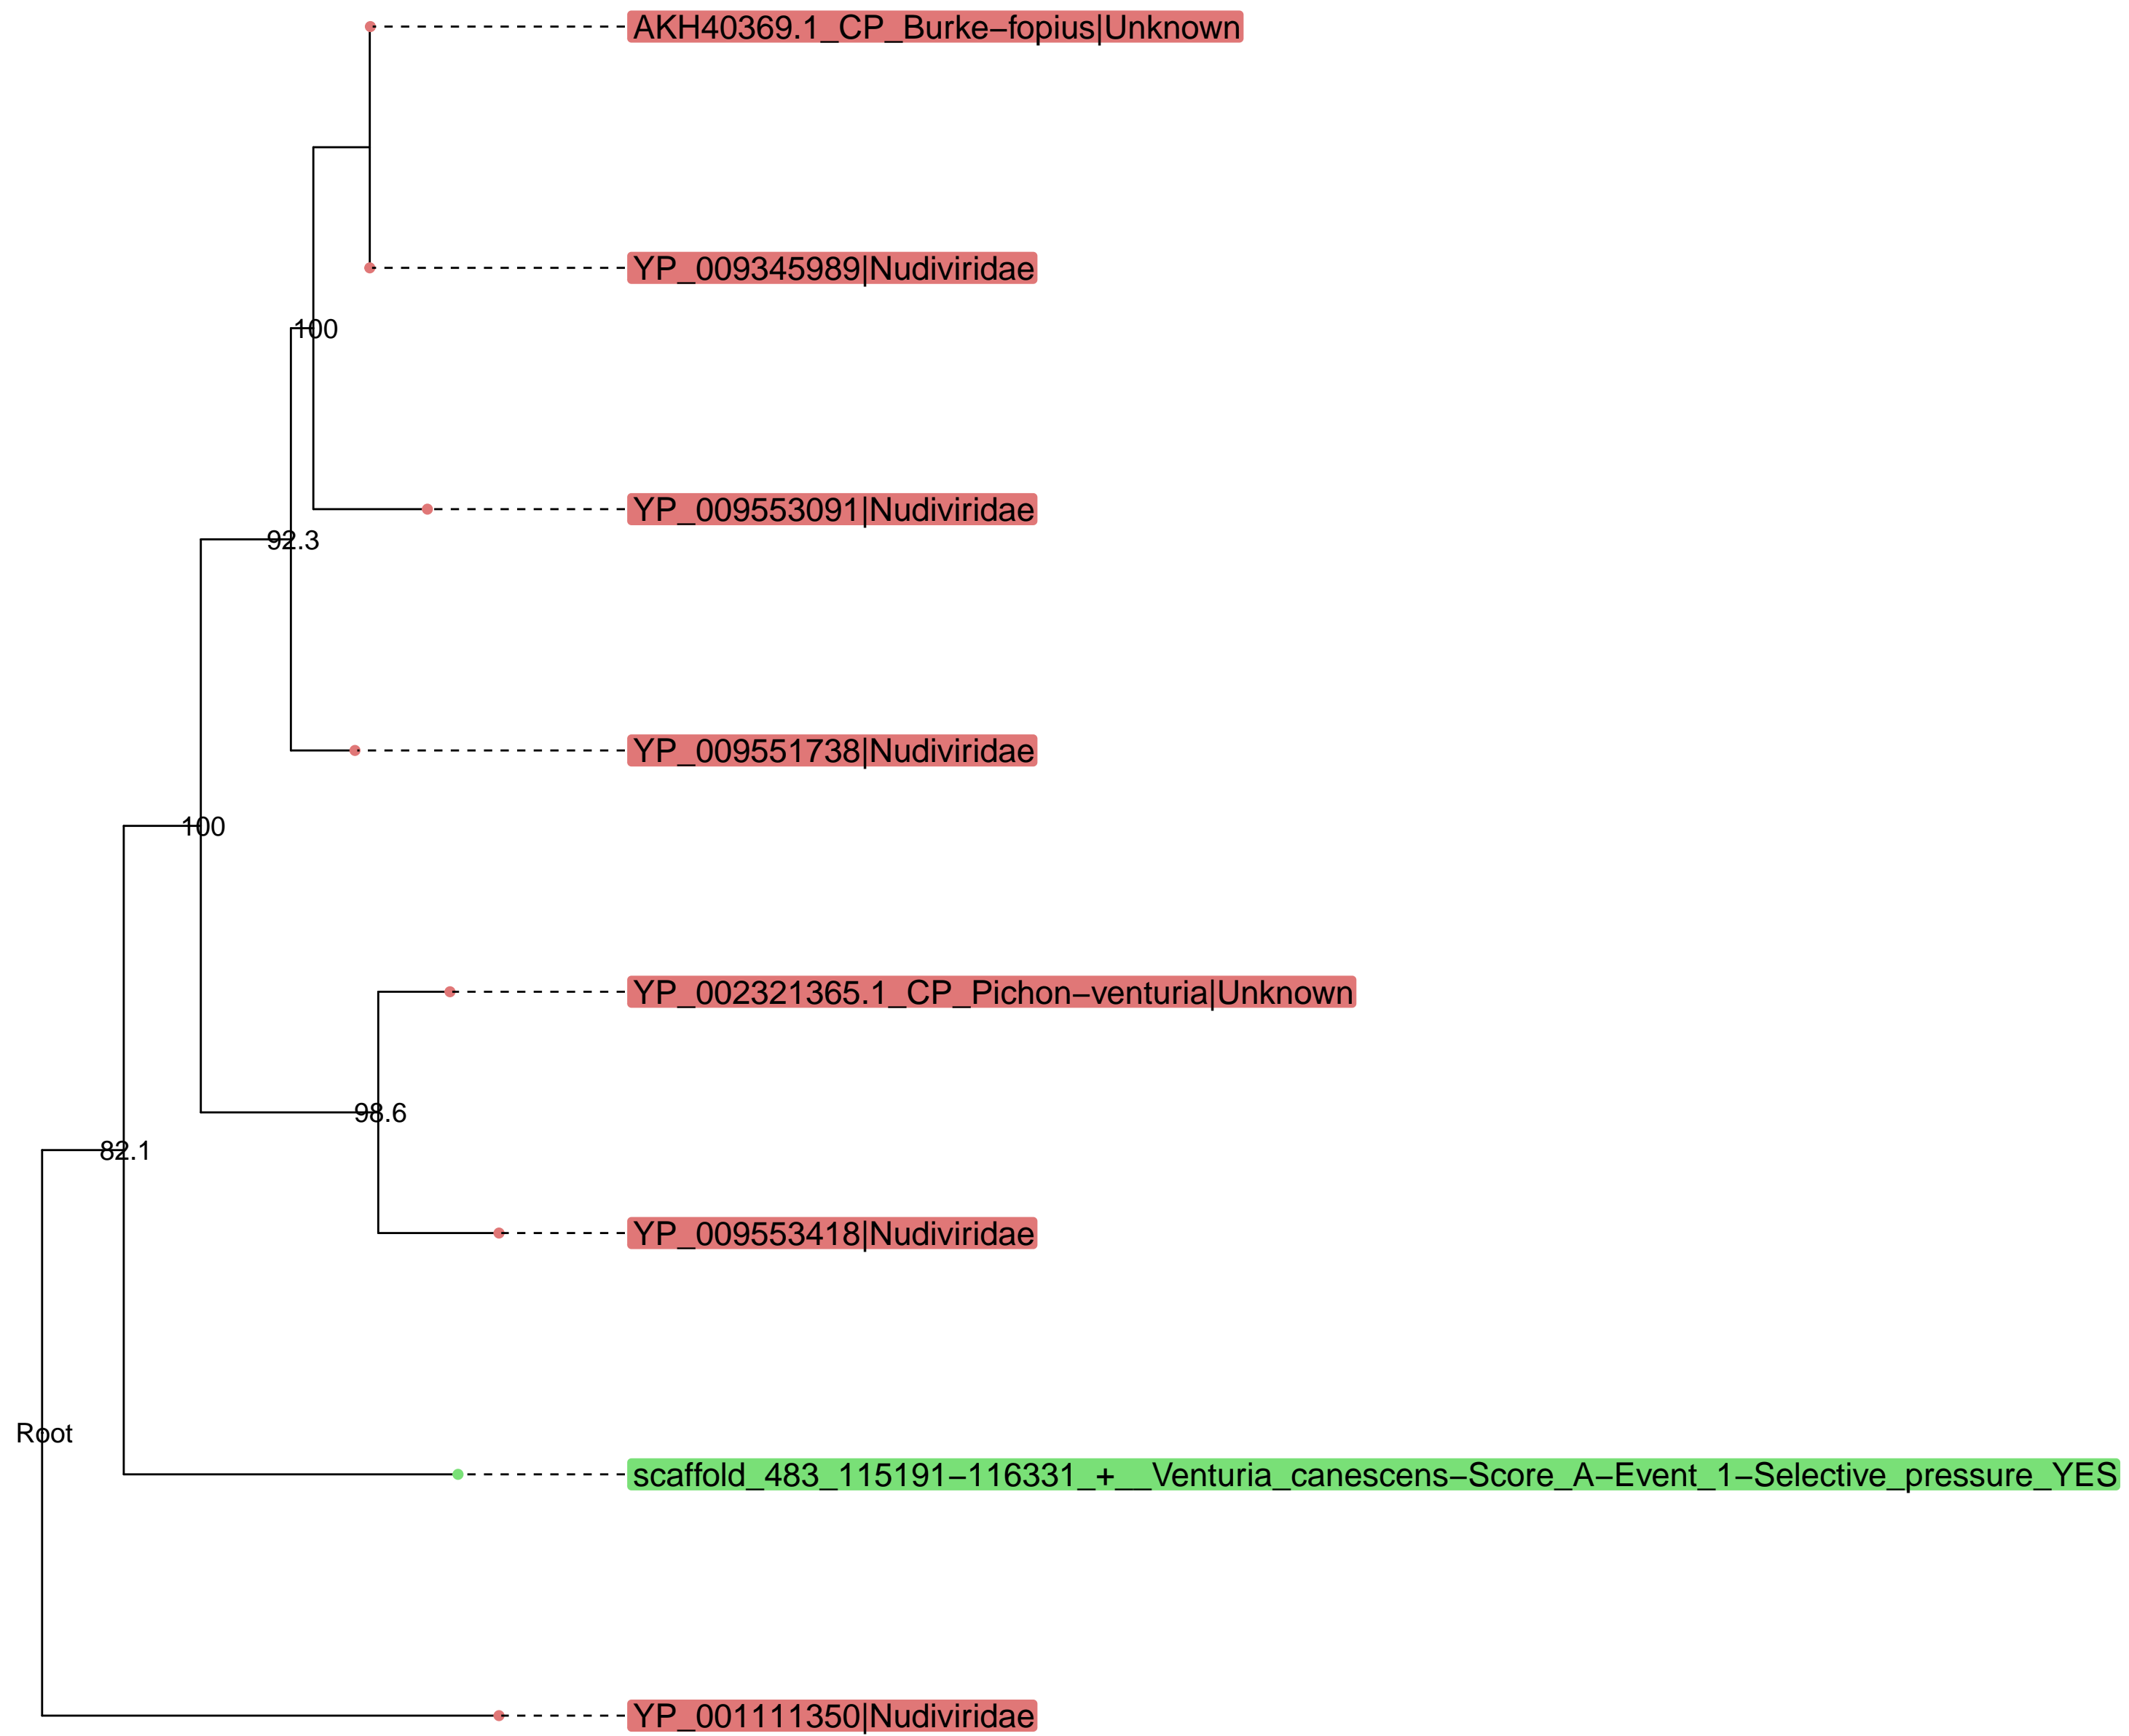 AKH40369.1_CP_Burke−fopius|Unknown
YP_009345989|Nudiviridae
100
YP_009553091|Nudiviridae
92.3
YP_009551738|Nudiviridae
100
YP_002321365.1_CP_Pichon−venturia|Unknown
98.6
82.1
YP_009553418|Nudiviridae
Root
scaffold_483_115191−116331_+__Venturia_canescens−Score_A−Event_1−Selective_pressure_YES
YP_001111350|Nudiviridae